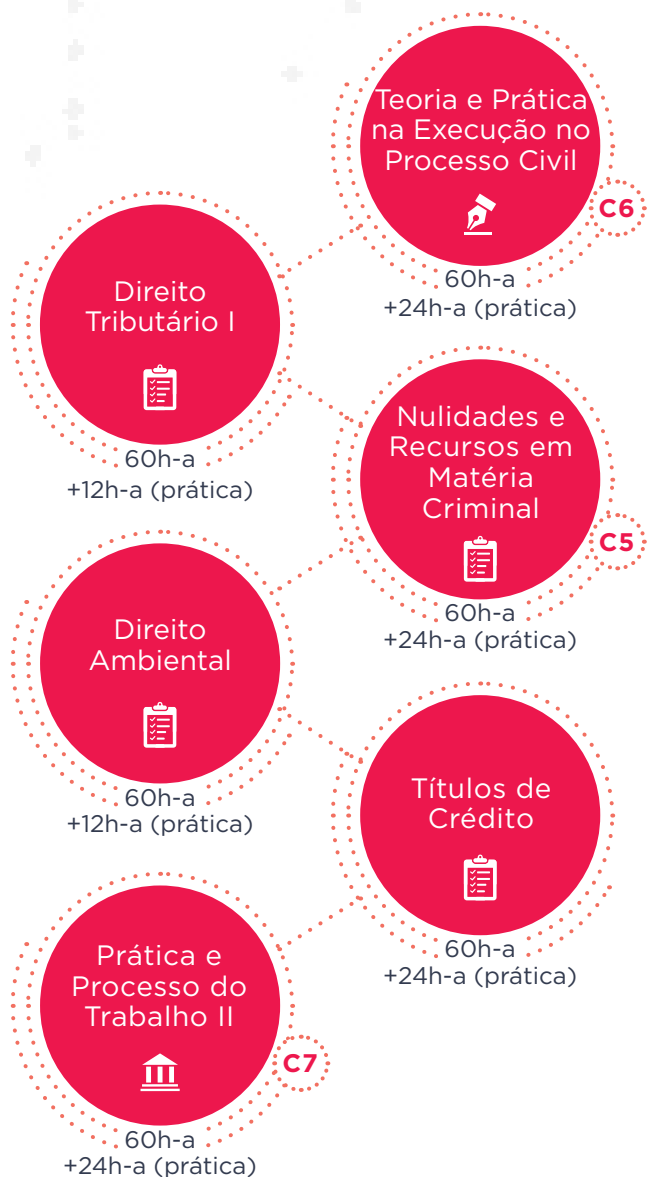 Teoria e Prática
na Execução no
Processo Civil
C6
60h-a
+24h-a (prática)
Direito
Tributário I
60h-a
+12h-a (prática)
Nulidades e
Recursos em
Matéria
Criminal
C5
60h-a
+24h-a (prática)
Direito
Ambiental
60h-a
+12h-a (prática)
Títulos de
Crédito
60h-a
+24h-a (prática)
Prática e
Processo do
Trabalho II
C7
60h-a
+24h-a (prática)